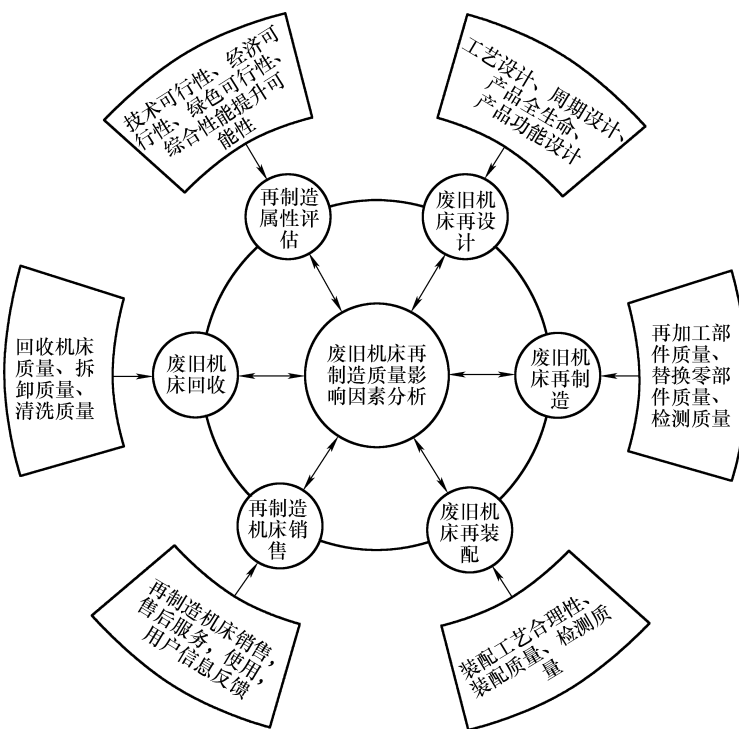 技术可行性、经济可
行性、绿色可行性、
综合性能提升可
能性
工艺设计、周期设计、
产品全生命、
产品功能设计
再制造
属性评
估
废旧机
床再设
计
回收机床
质量、拆
卸质量、
清洗质量
废旧机
床回收
废旧机床再
制造质量影
响因素分析
废旧机
床再制
造
再加工部
件质量、
替换零部
件质量、
检测质量
再制造
机床销
售
废旧机
床再装
配
再制造机床销售,
售后服务，使用,
用户信息反馈
装配工艺合理性、
装配质量、检测质
量